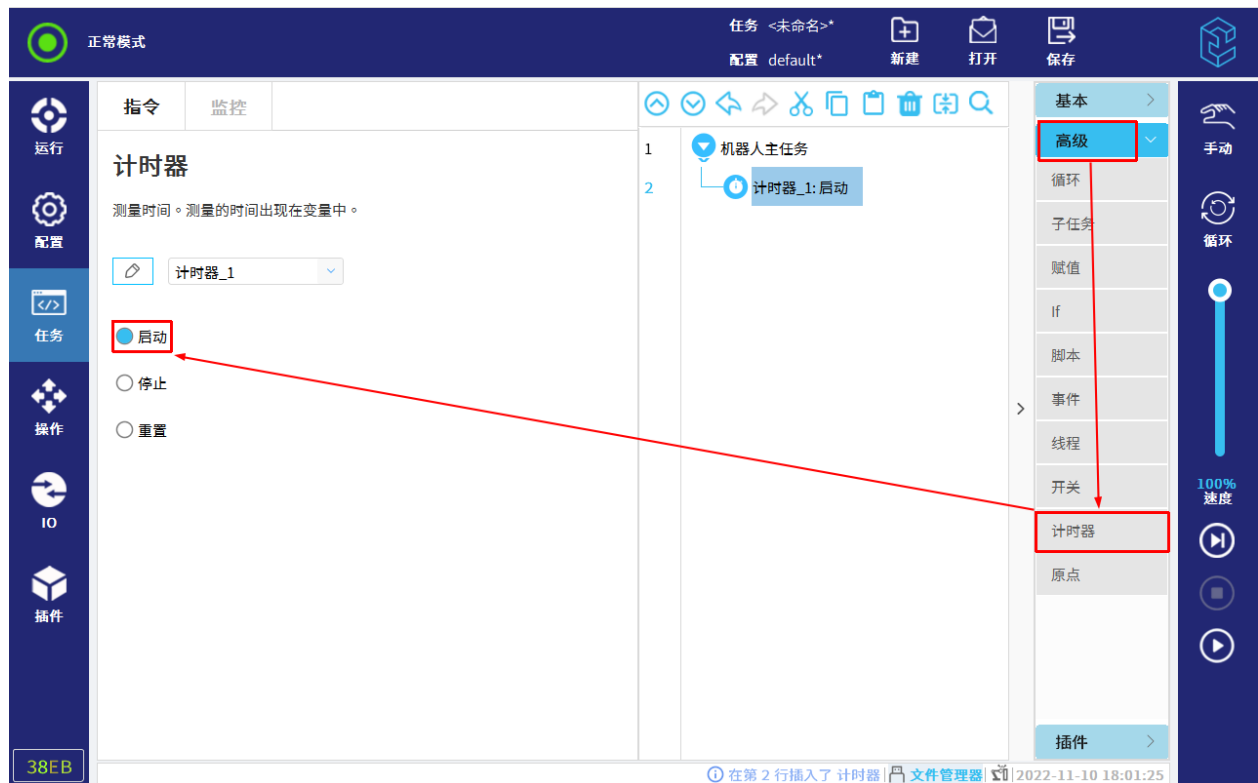 正常模式
任务 <未命名>*
配置 default*
新建
打开
保存
运行
配置
任务
操作
IO
插件
38EB
指令
监控
计时器
测量时间。测量的时间出现在变量中。
计时器_1
启动
停止
重置
1 机器人主任务
2 计时器_1: 启动
基本
高级
循环
子任务
赋值
If
脚本
事件
线程
开关
计时器
原点
插件
手动
循环
100%
速度
在第 2 行插入了 计时器
文件管理器
2022-11-10 18:01:25